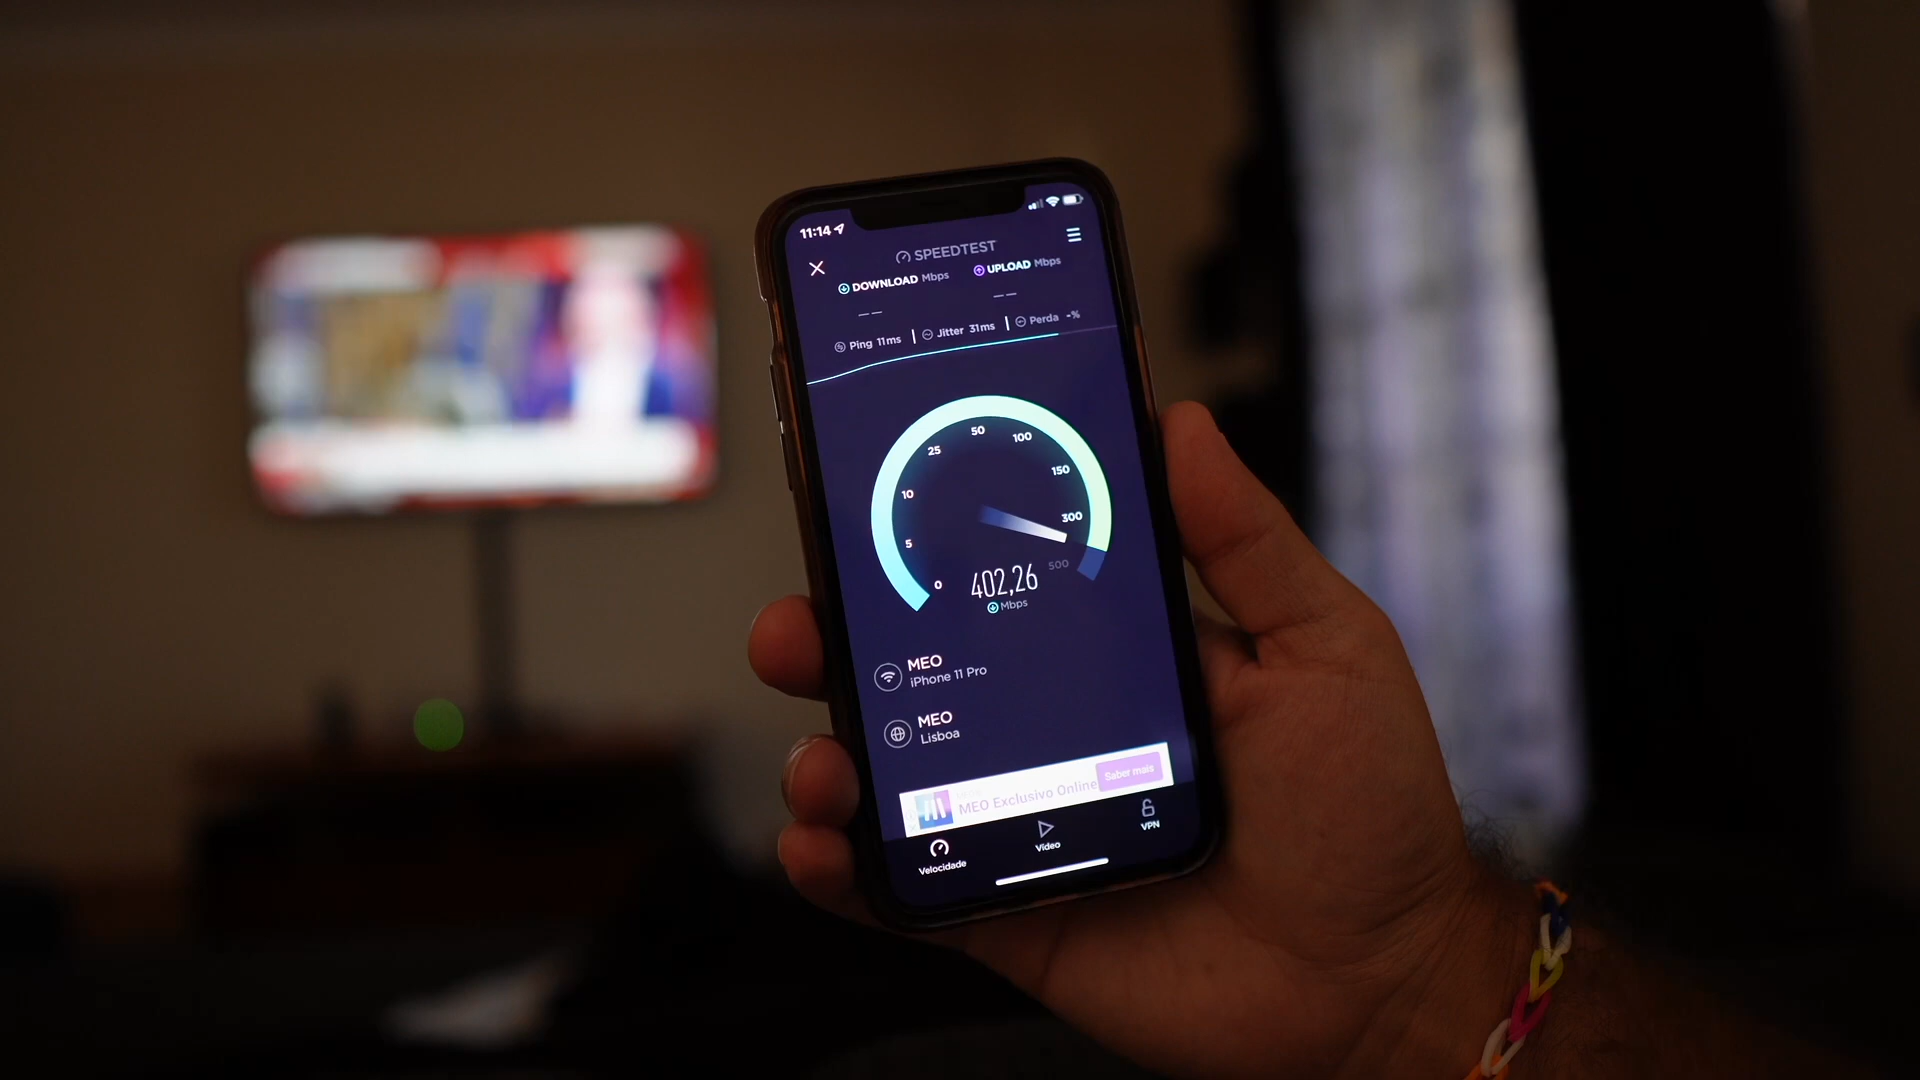 11:14
SPEEDTEST
DOWNLOAD Mbps
UPLOAD Mbps
Ping 11ms
Jitter 31ms
Perda -%
0
5
10
25
50
100
150
300
500
402,26
Mbps
MEO
iPhone 11 Pro
MEO
Lisboa
MEO Exclusivo Online
Saber mais
Velocidade
Vídeo
VPN